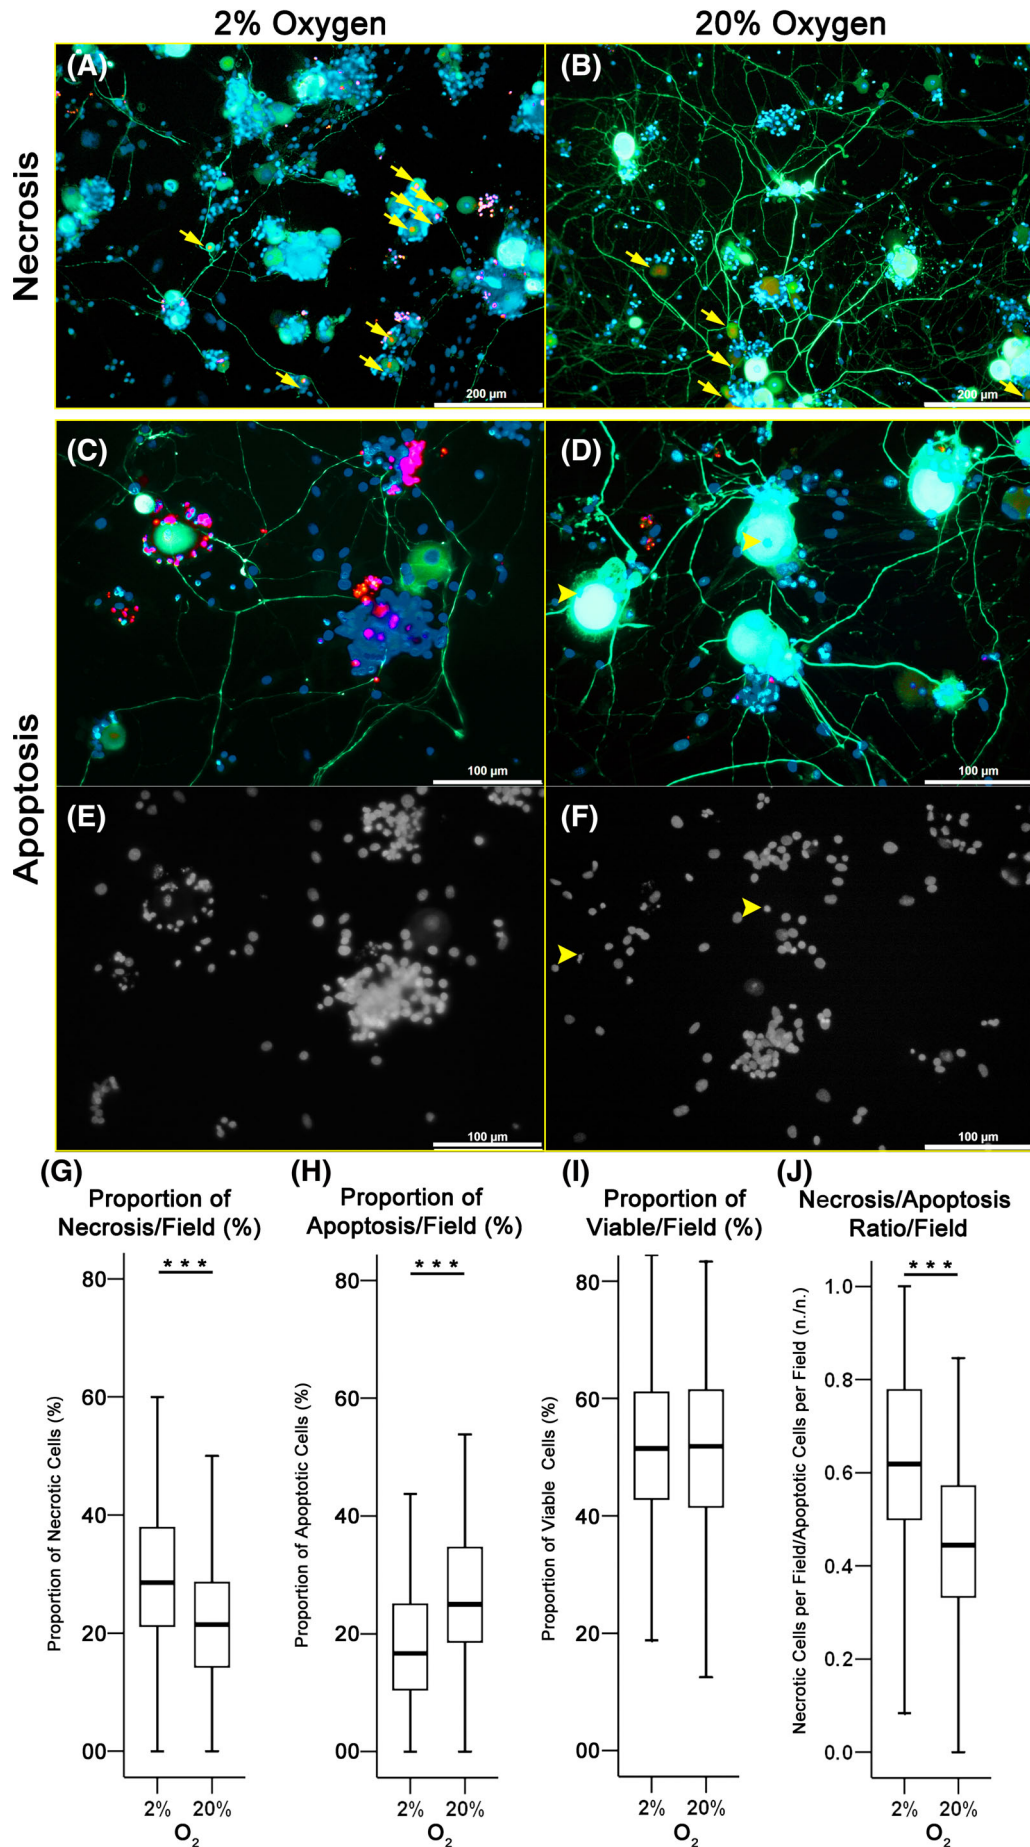 2% Oxygen
20% Oxygen
Necrosis
(A)
200 µm
(B)
200 µm
Apoptosis
(C)
100 µm
(D)
100 µm
(E)
100 µm
(F)
100 µm
(G)
Proportion of
Necrosis/Field (%)
Proportion of Necrotic Cells (%)
* * *
80
60
40
20
00
2% 20%
O2
(H)
Proportion of
Apoptosis/Field (%)
Proportion of Apoptotic Cells (%)
* * *
80
60
40
20
00
2% 20%
O2
(I)
Proportion of
Viable/Field (%)
Proportion of Viable Cells (%)
80
60
40
20
00
2% 20%
O2
(J)
Necrosis/Apoptosis
Ratio/Field
Necrotic Cells per Field/Apoptotic Cells per Field (n./n.)
* * *
1.0
0.8
0.6
0.4
0.2
0.0
2% 20%
O2